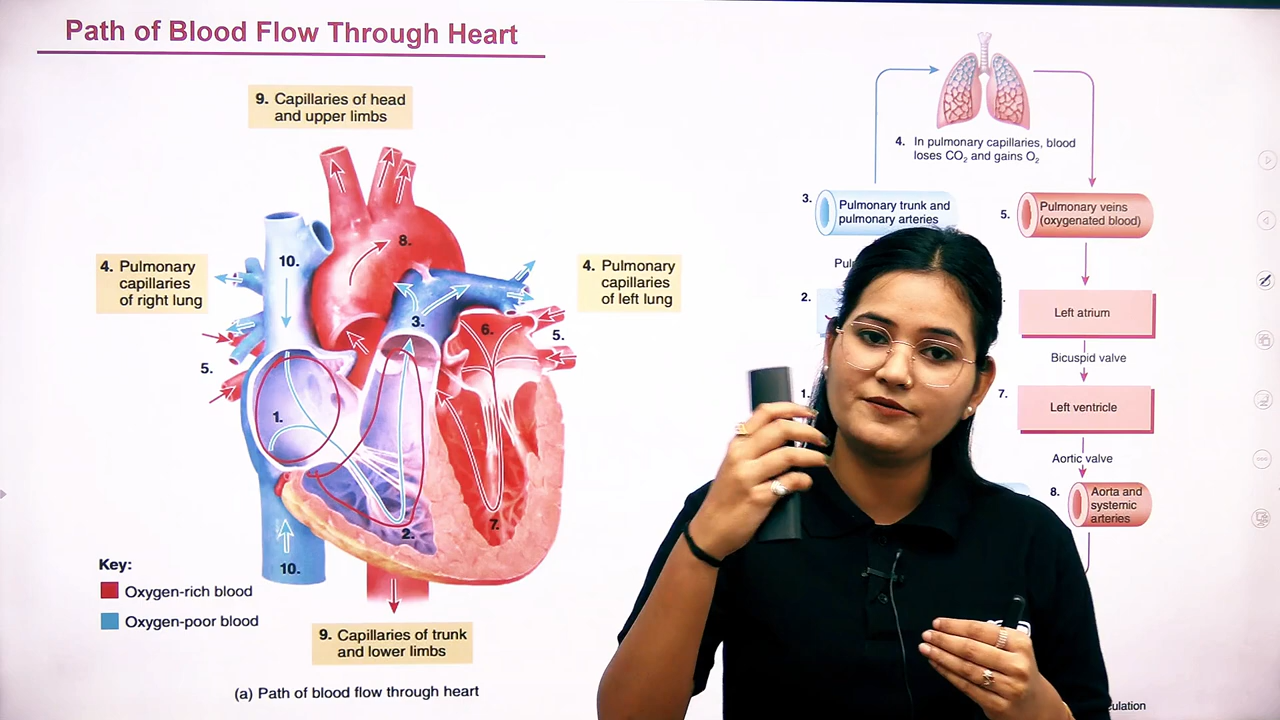 Path of Blood Flow Through Heart
9. Capillaries of head
and upper limbs
4. Pulmonary
capillaries
of right lung
4. Pulmonary
capillaries
of left lung
10.
8.
3.
6.
5.
5.
1.
2.
7.
10.
Key:
Oxygen-rich blood
Oxygen-poor blood
9. Capillaries of trunk
and lower limbs
(a) Path of blood flow through heart
4. In pulmonary capillaries, blood
loses CO₂ and gains O₂
3.
Pulmonary trunk and
pulmonary arteries
5.
Pulmonary veins
(oxygenated blood)
2.
Left atrium
Bicuspid valve
1.
7.
Left ventricle
Aortic valve
8.
Aorta and
systemic
arteries